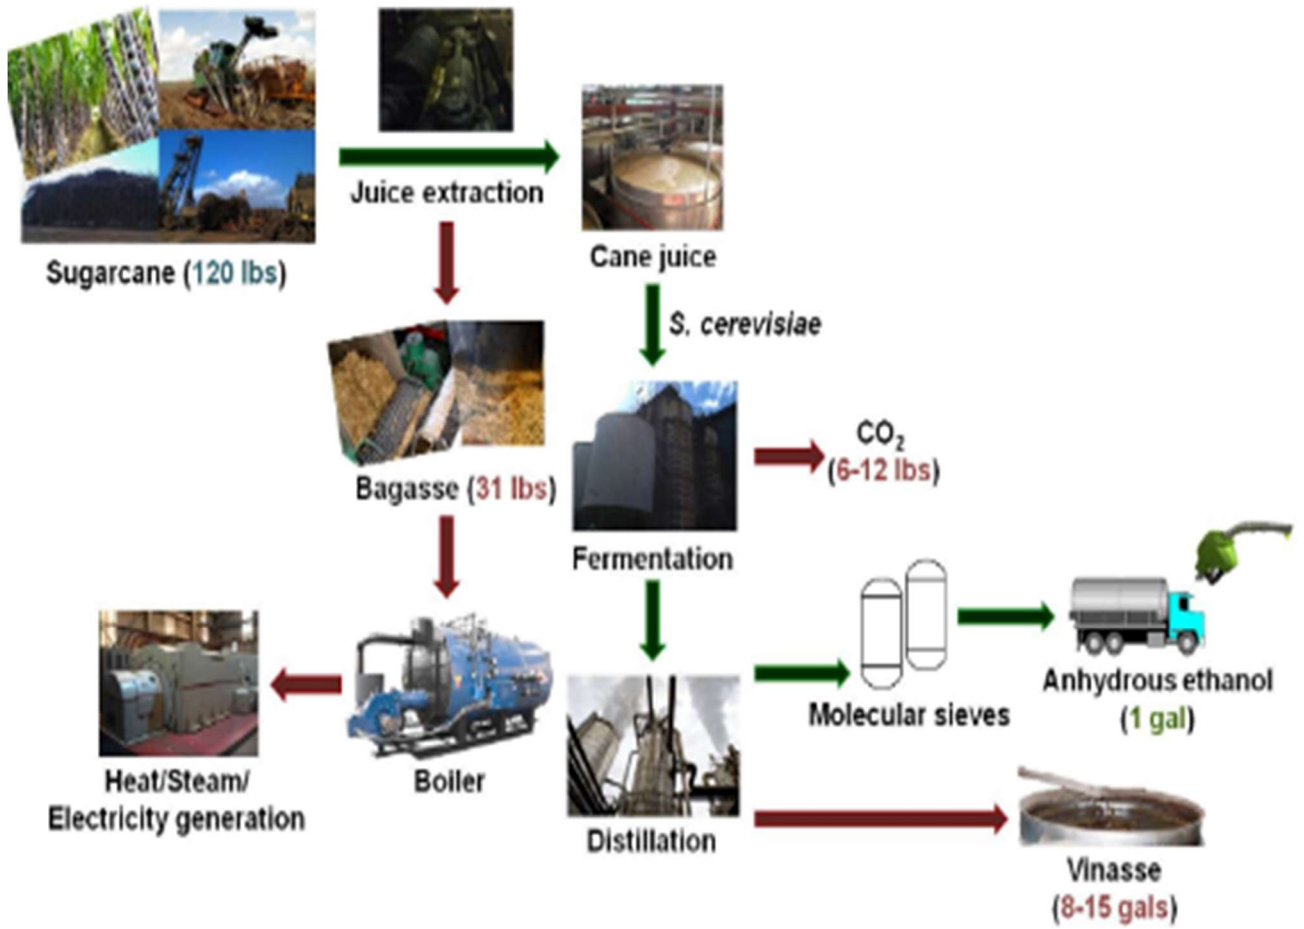 Juice extraction
Sugarcane (120 lbs)
Cane juice
S. cerevisiae
CO₂
(6-12 lbs)
Bagasse (31 lbs)
Fermentation
Molecular sieves
Anhydrous ethanol
(1 gal)
Heat/Steam/
Electricity generation
Boiler
Distillation
Vinasse
(8-15 gals)